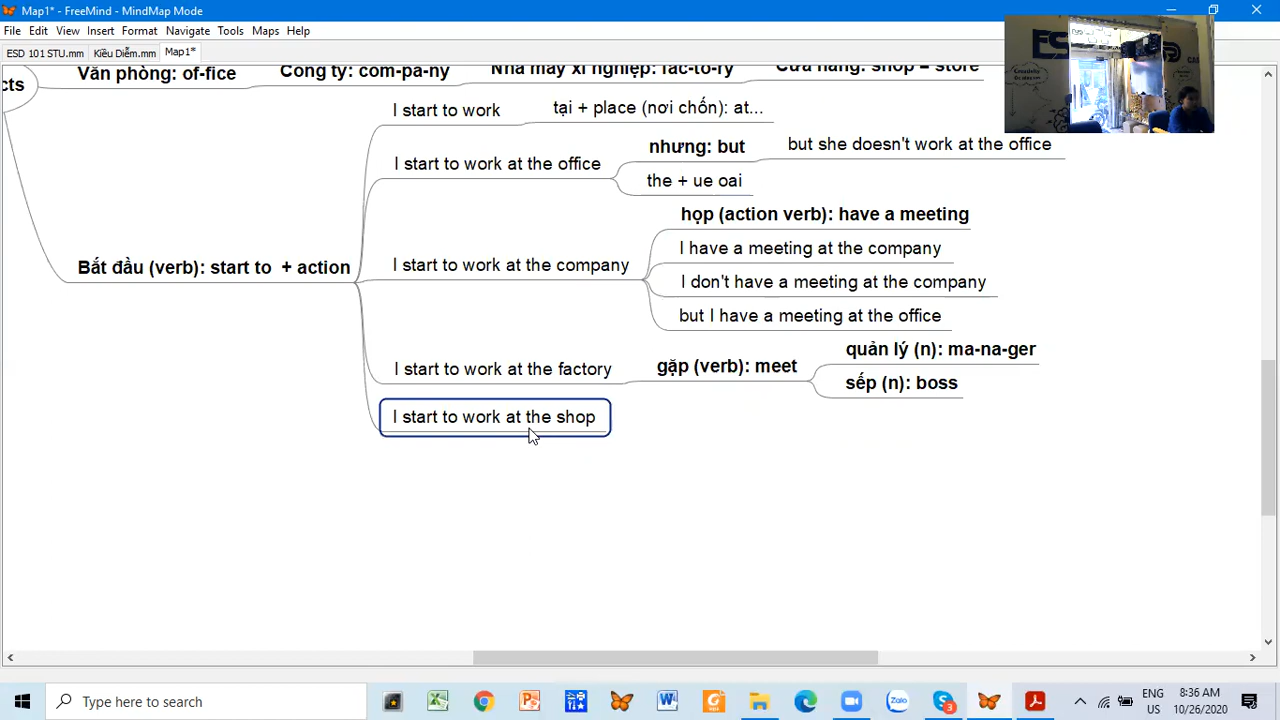 Map1* - FreeMind - MindMap Mode
File Edit View Insert Format Navigate Tools Maps Help
ESD 101 STU.mm Kiều Diễm.mm Map1*
cts
Văn phòng: of-fice Công ty: com-pa-ny Nhà máy xí nghiệp: fac-to-ry Cửa hàng: shop = store
I start to work tại + place (nơi chốn): at...
I start to work at the office nhưng: but but she doesn't work at the office
the + ue oai
họp (action verb): have a meeting
I have a meeting at the company
Bắt đầu (verb): start to + action I start to work at the company
I don't have a meeting at the company
but I have a meeting at the office
I start to work at the factory gặp (verb): meet quản lý (n): ma-na-ger
sếp (n): boss
I start to work at the shop
Type here to search
ENG
US
8:36 AM
10/26/2020
Zalo
3